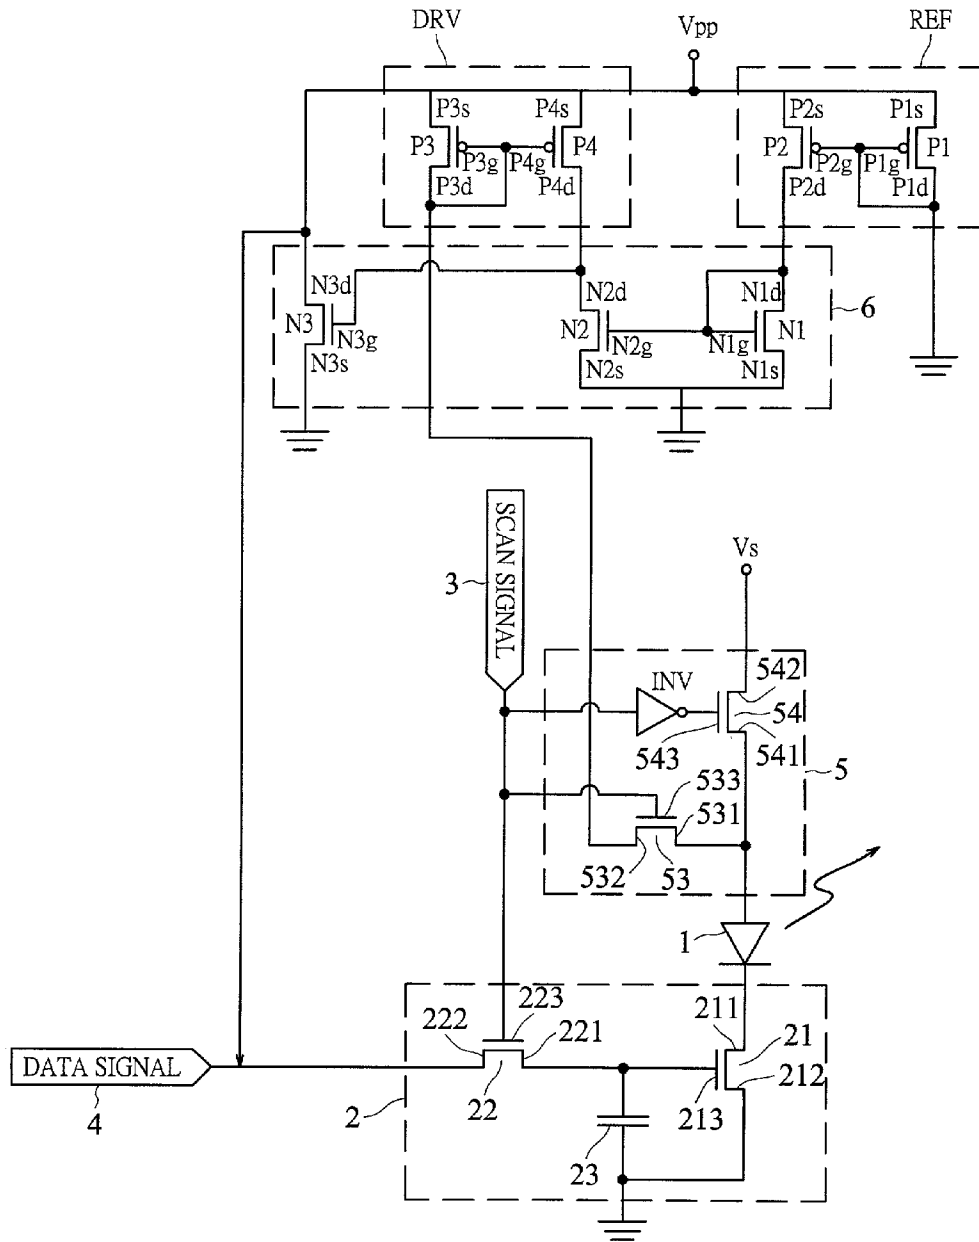 DRV
Vpp
REF
P3s
P4s
P2s
P1s
P3
P3g
P4g
P4
P2
P2g
P1g
P1
P3d
P4d
P2d
P1d
N3d
N2d
N1d
6
N3
N3g
N2
N2g
N1g
N1
N3s
N2s
N1s
SCAN SIGNAL
3
Vs
INV
542
54
541
543
5
533
531
532
53
1
211
223
222
221
21
212
22
213
DATA SIGNAL
4
2
23